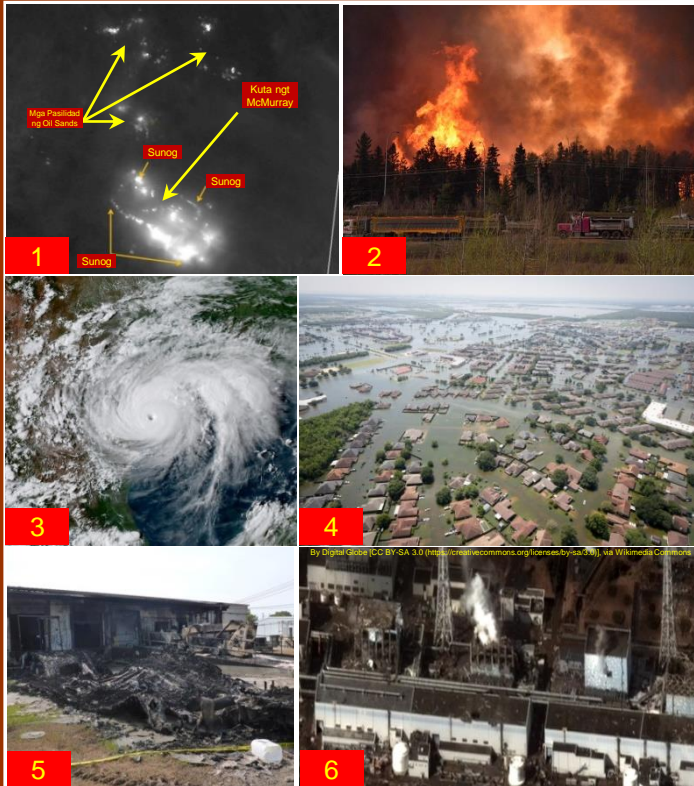 Mga Pasilidad
ng Oil Sands
Kuta ngt
McMurray
Sunog
Sunog
Sunog
1
2
3
4
By Digital Globe [CC BY-SA 3.0 (https://creativecommons.org/licenses/by-sa/3.0)], via Wikimedia Commons
5
6